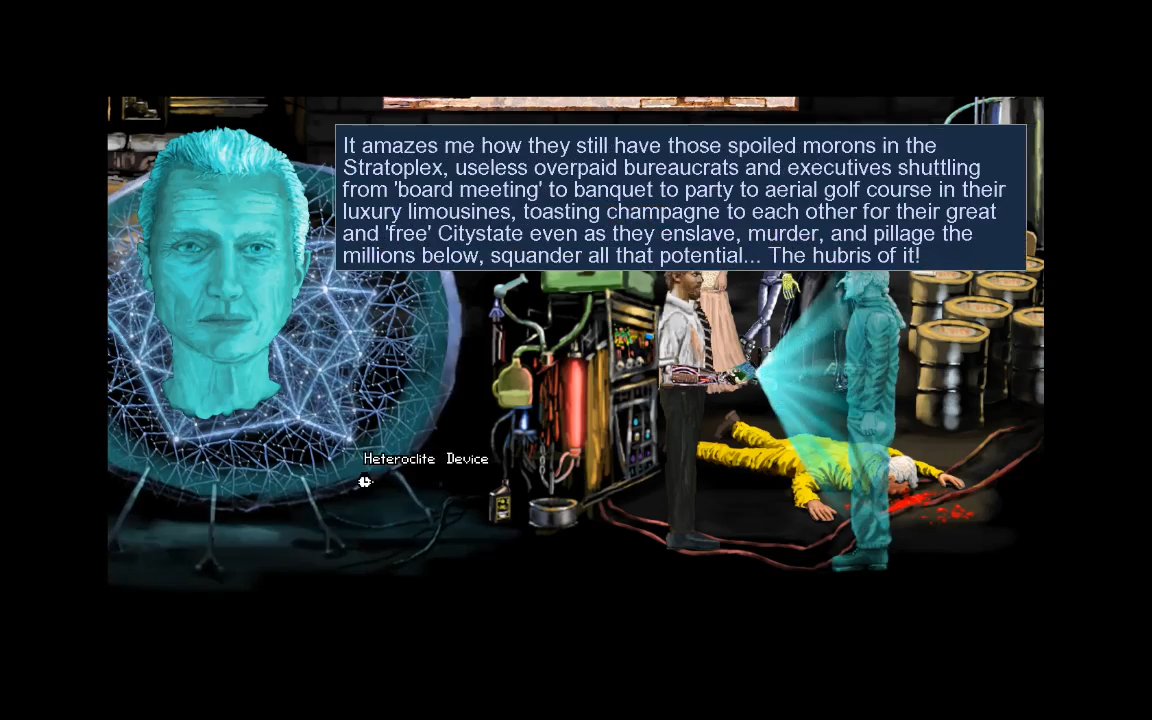 It amazes me how they still have those spoiled morons in the
Stratoplex, useless overpaid bureaucrats and executives shuttling
from 'board meeting' to banquet to party to aerial golf course in their
luxury limousines, toasting champagne to each other for their great
and 'free' Citystate even as they enslave, murder, and pillage the
millions below, squander all that potential... The hubris of it!
Heteroclite Device